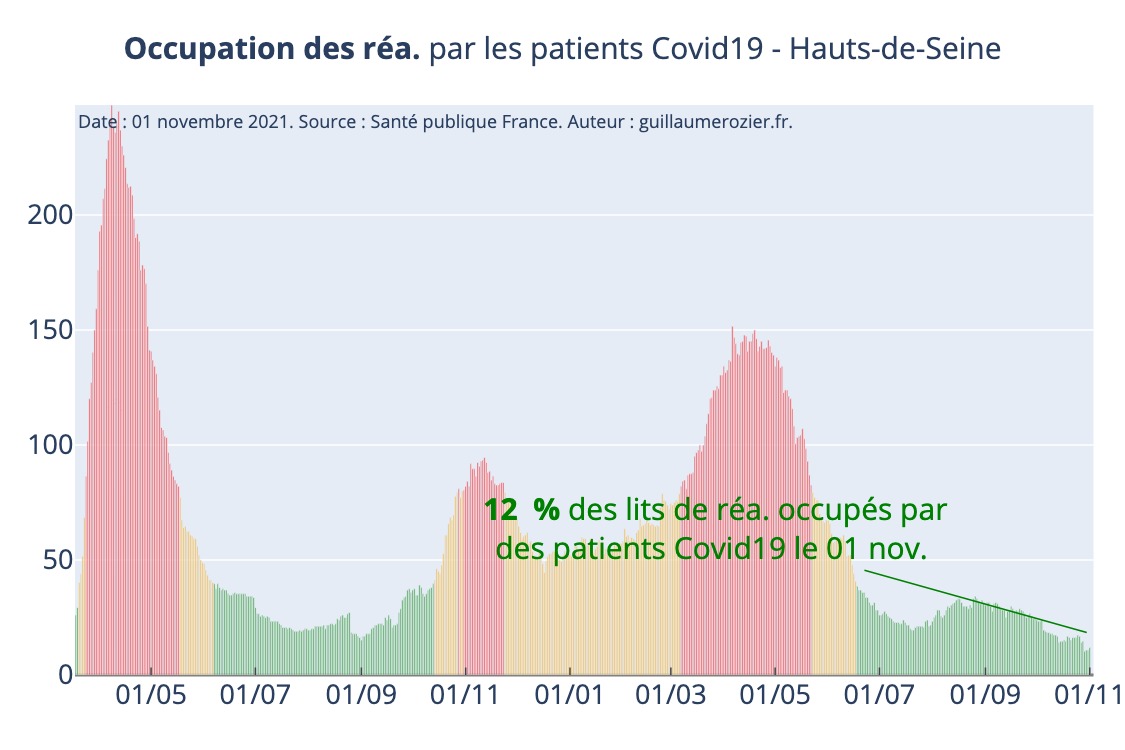 Occupation des réa. par les patients Covid19 - Hauts-de-Seine
Date : 01 novembre 2021. Source : Santé publique France. Auteur : guillaumerozier.fr.
200
150
100
12 % des lits de réa. occupés par
des patients Covid19 le 01 nov.
50
0
01/05 01/07 01/09 01/11 01/01 01/03 01/05 01/07 01/09 01/11